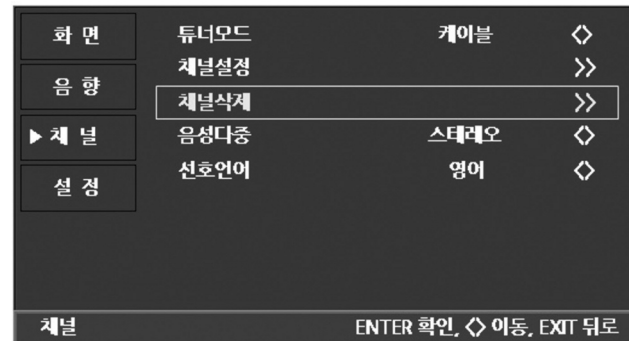 화 면
음 향
▶ 채 널
설 정
튜너모드 케이블 <>
채널설정 >>
채널삭제 >>
음성다중 스테레오 <>
선호언어 영어 <>
채널 ENTER 확인, <> 이동, EXIT 뒤로